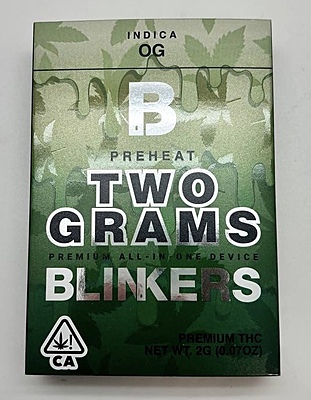 INDICA
OG
B
PREHEAT
TWO
GRAMS
PREMIUM ALL-IN-ONE DEVICE
BLINKERS
PREMIUM THC
NET WT. 2G (0.07OZ)
!
CA